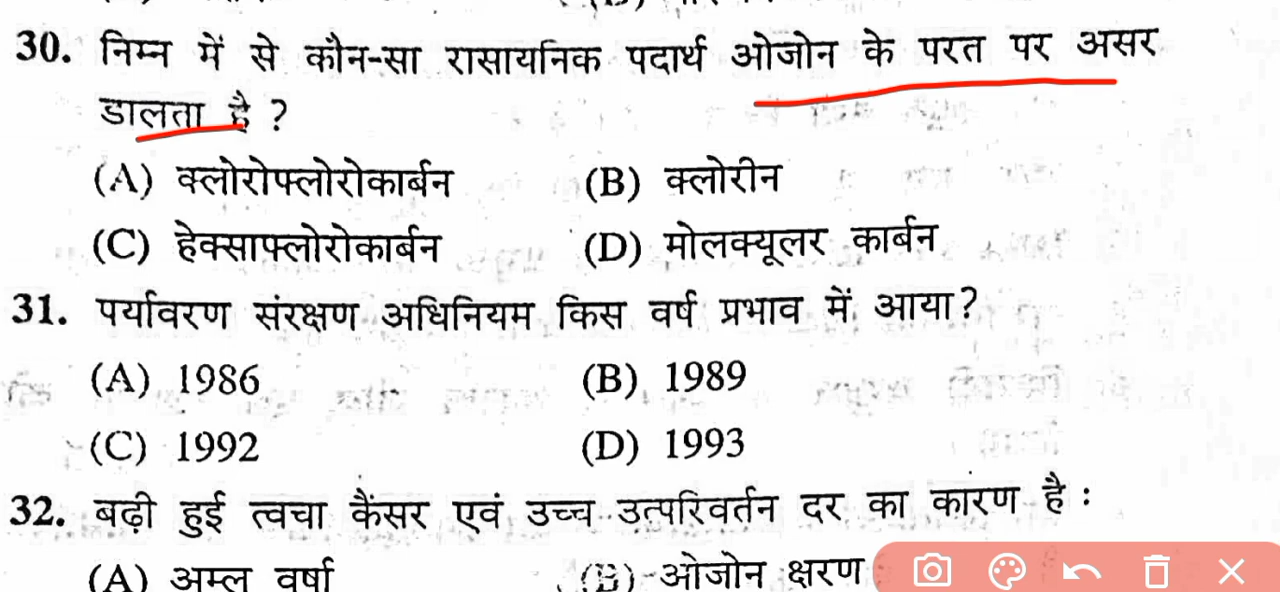 30. निम्न में से कौन-सा रासायनिक पदार्थ ओजोन के परत पर असर
डालता है ?
(A) क्लोरोफ्लोरोकार्बन (B) क्लोरीन
(C) हेक्साफ्लोरोकार्बन (D) मोलक्यूलर कार्बन
31. पर्यावरण संरक्षण अधिनियम किस वर्ष प्रभाव में आया?
(A) 1986 (B) 1989
(C) 1992 (D) 1993
32. बढ़ी हुई त्वचा कैंसर एवं उच्च उत्परिवर्तन दर का कारण है :
(A) अम्ल वर्षा (B) ओजोन क्षरण